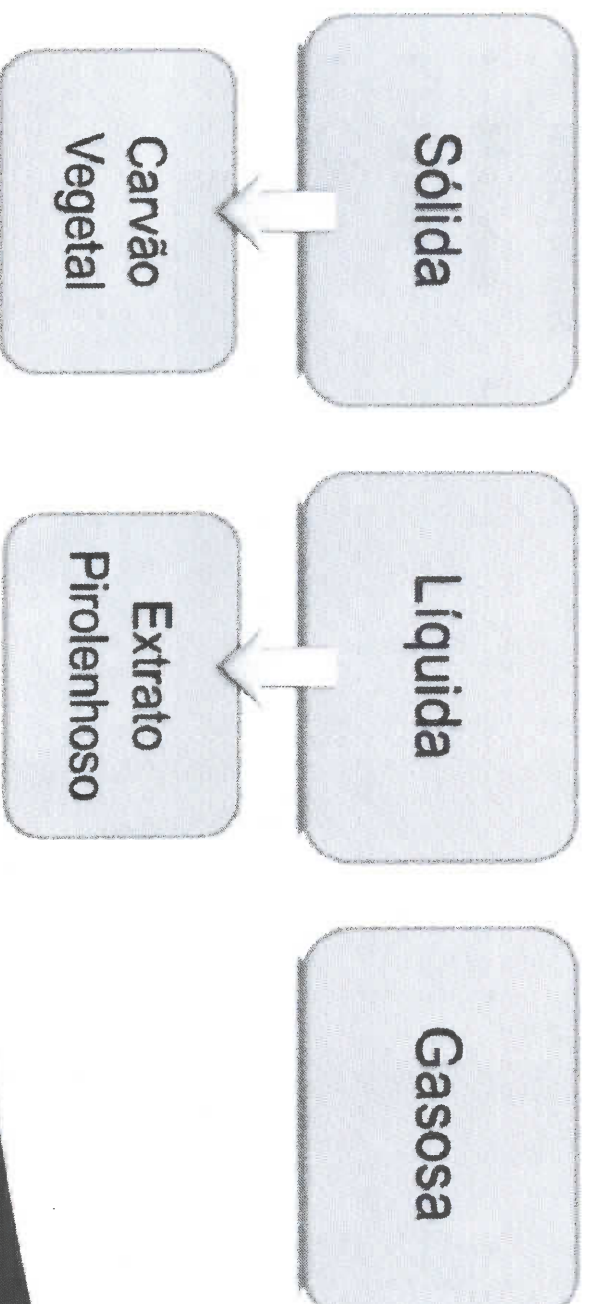 Sólida
Líquida
Gasosa
Carvão
Vegetal
Extrato
Pirolenhoso